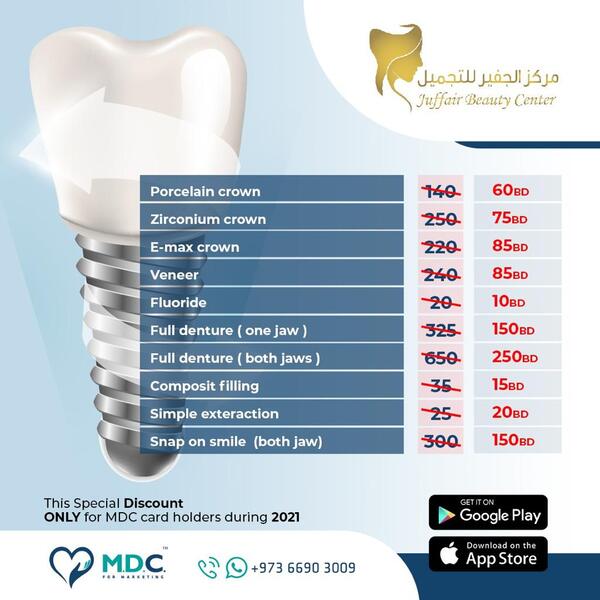 مركز الجفير للتجميل
Juffair Beauty Center
Porcelain crown 140 60BD
Zirconium crown 250 75BD
E-max crown 220 85BD
Veneer 240 85BD
Fluoride 20 10BD
Full denture ( one jaw ) 325 150BD
Full denture ( both jaws ) 650 250BD
Composit filling 35 15BD
Simple exteraction 25 20BD
Snap on smile (both jaw) 300 150BD
This Special Discount
ONLY for MDC card holders during 2021
GET IT ON
Google Play
Download on the
App Store
M.D.C. TM
FOR MARKETING
+973 6690 3009